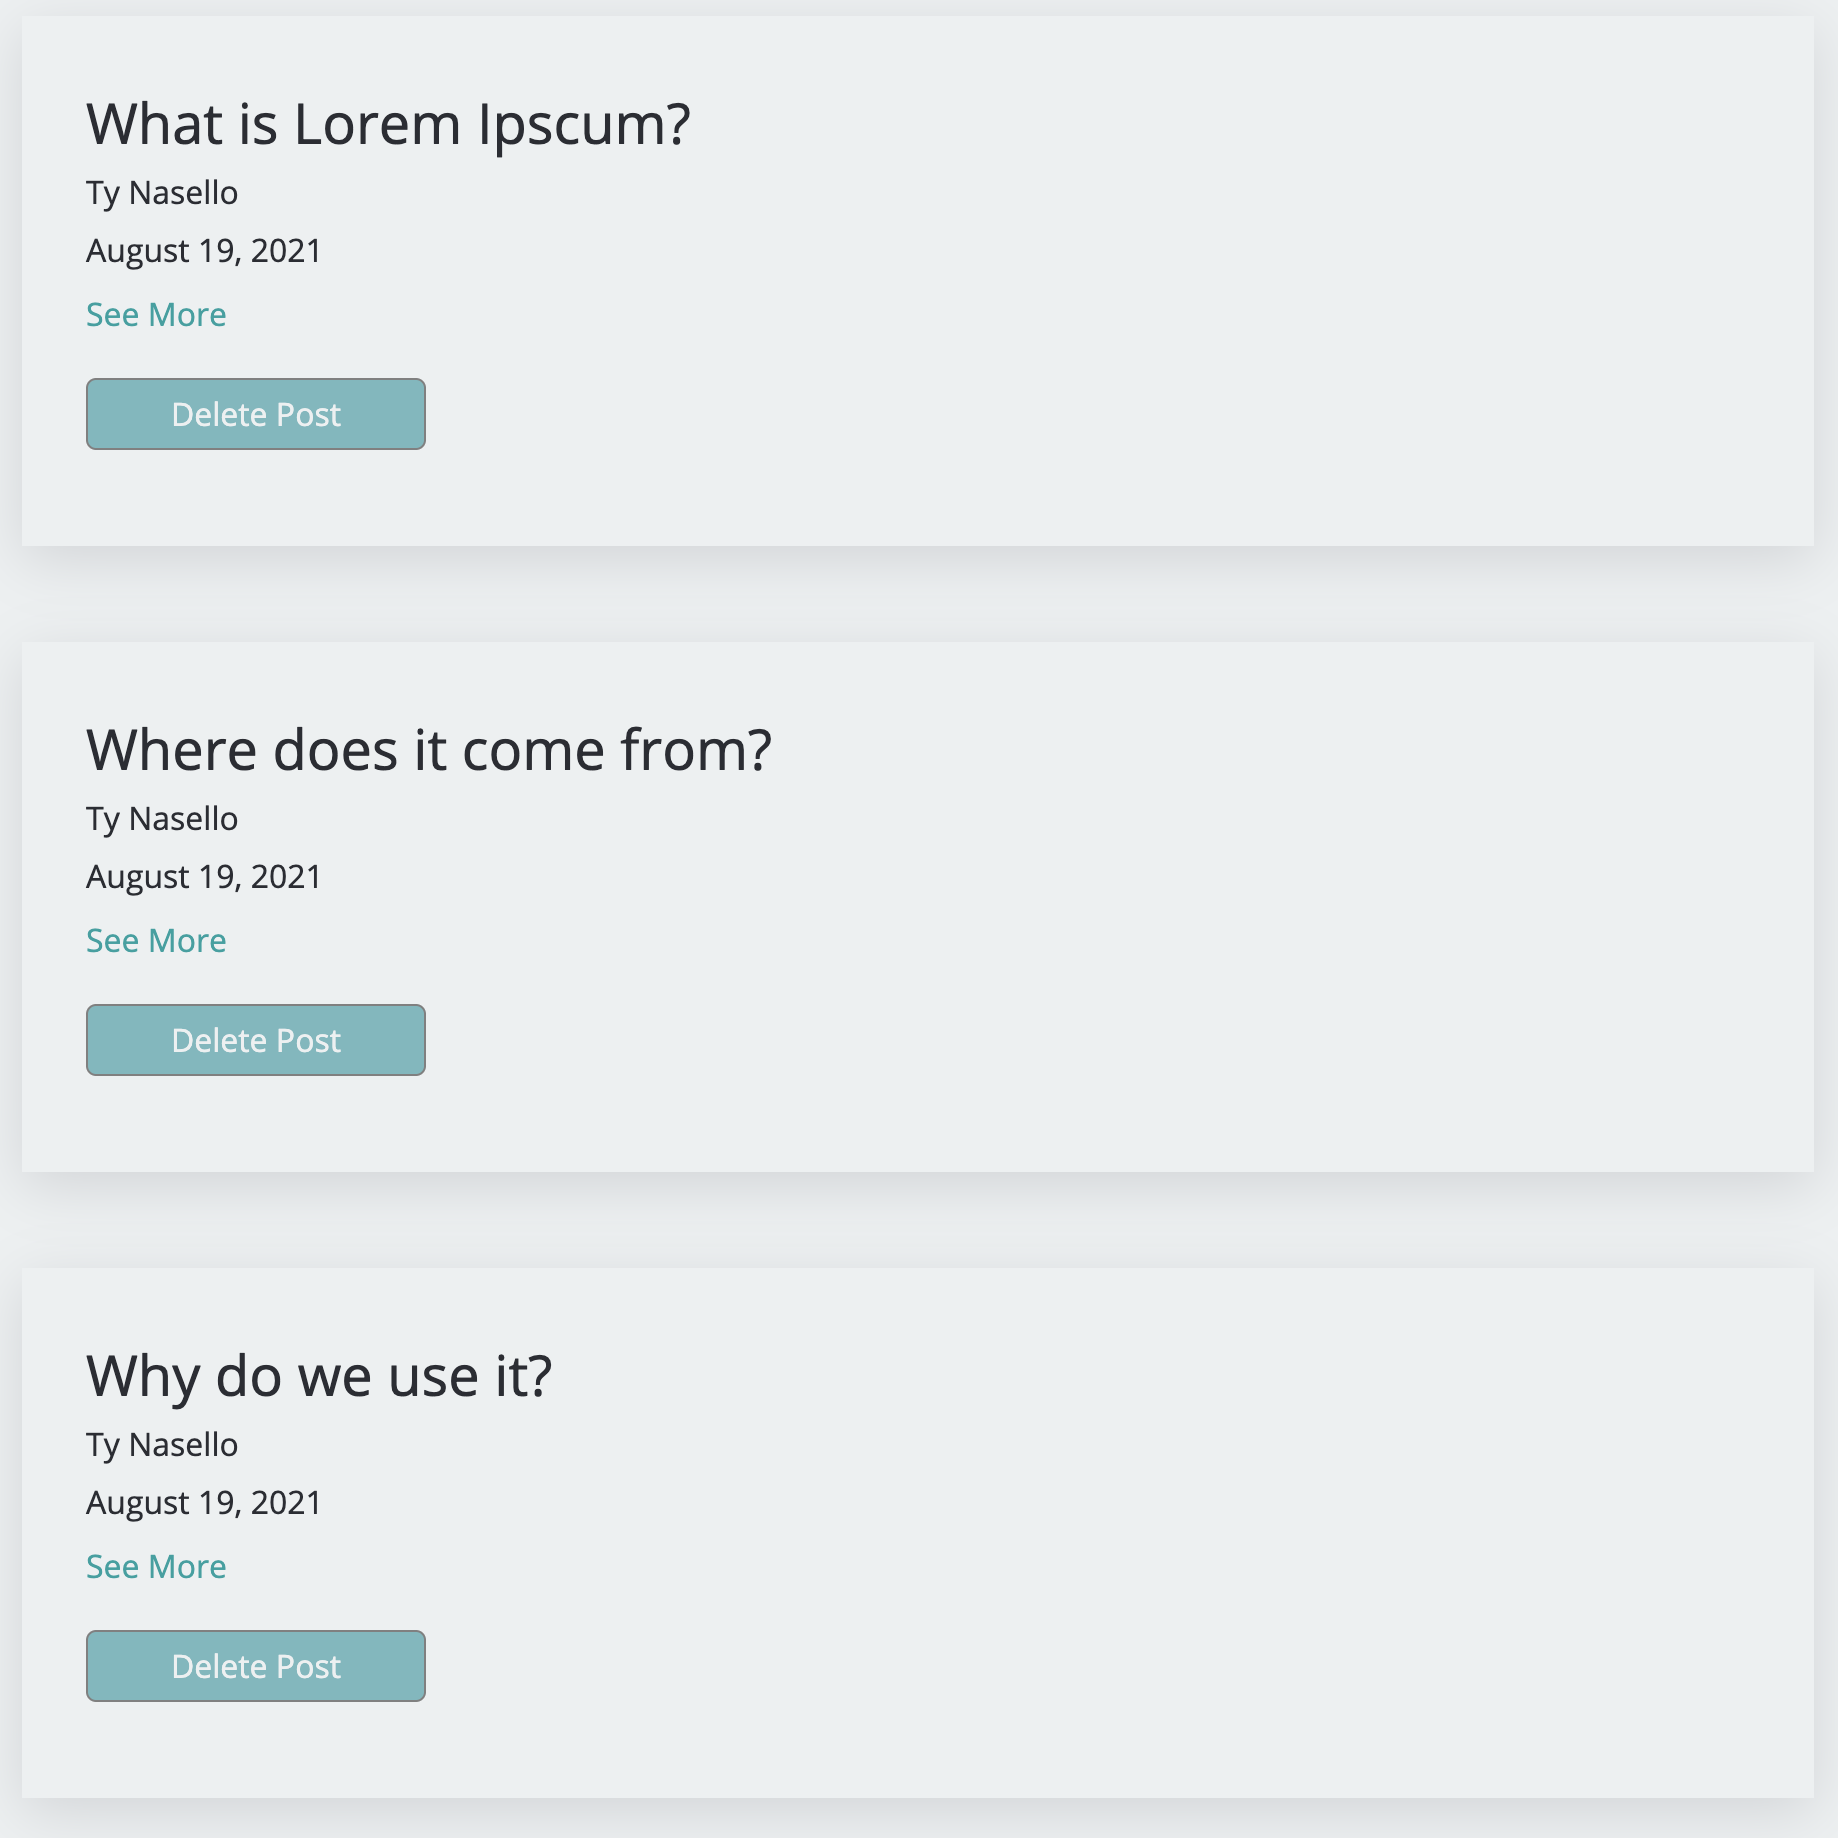 What is Lorem Ipscum?
Ty Nasello
August 19, 2021
See More
Delete Post
Where does it come from?
Ty Nasello
August 19, 2021
See More
Delete Post
Why do we use it?
Ty Nasello
August 19, 2021
See More
Delete Post